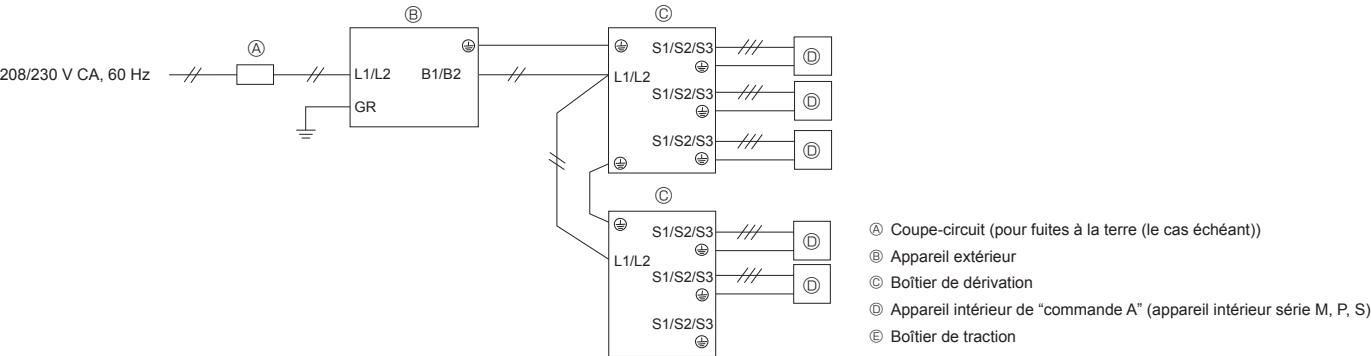 Ⓑ
Ⓒ
Ⓐ
208/230 V CA, 60 Hz
L1/L2
B1/B2
GR
L1/L2
S1/S2/S3
Ⓓ
S1/S2/S3
Ⓓ
S1/S2/S3
Ⓓ
Ⓒ
L1/L2
S1/S2/S3
Ⓓ
S1/S2/S3
Ⓓ
S1/S2/S3
Ⓐ Coupe-circuit (pour fuites à la terre (le cas échéant))
Ⓑ Appareil extérieur
Ⓒ Boîtier de dérivation
Ⓓ Appareil intérieur de “commande A” (appareil intérieur série M, P, S)
Ⓔ Boîtier de traction